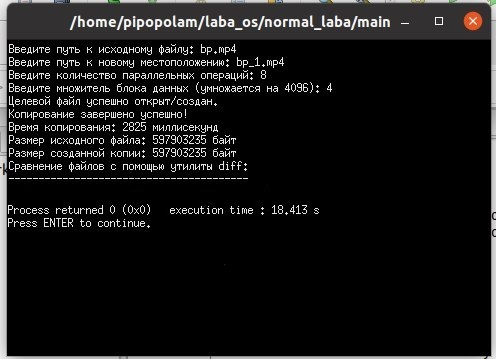 /home/pipopolam/laba_os/normal_laba/main
Введите путь к исходному файлу: bp.mp4
Введите путь к новому местоположению: bp_1.mp4
Введите количество параллельных операций: 8
Введите множитель блока данных (умножается на 4096): 4
Целевой файл успешно открыт/создан.
Копирование завершено успешно!
Время копирования: 2825 миллисекунд
Размер исходного файла: 597903235 байт
Размер созданной копии: 597903235 байт
Сравнение файлов с помощью утилиты diff:
----------------------------------------
Process returned 0 (0x0)   execution time : 18.413 s
Press ENTER to continue.